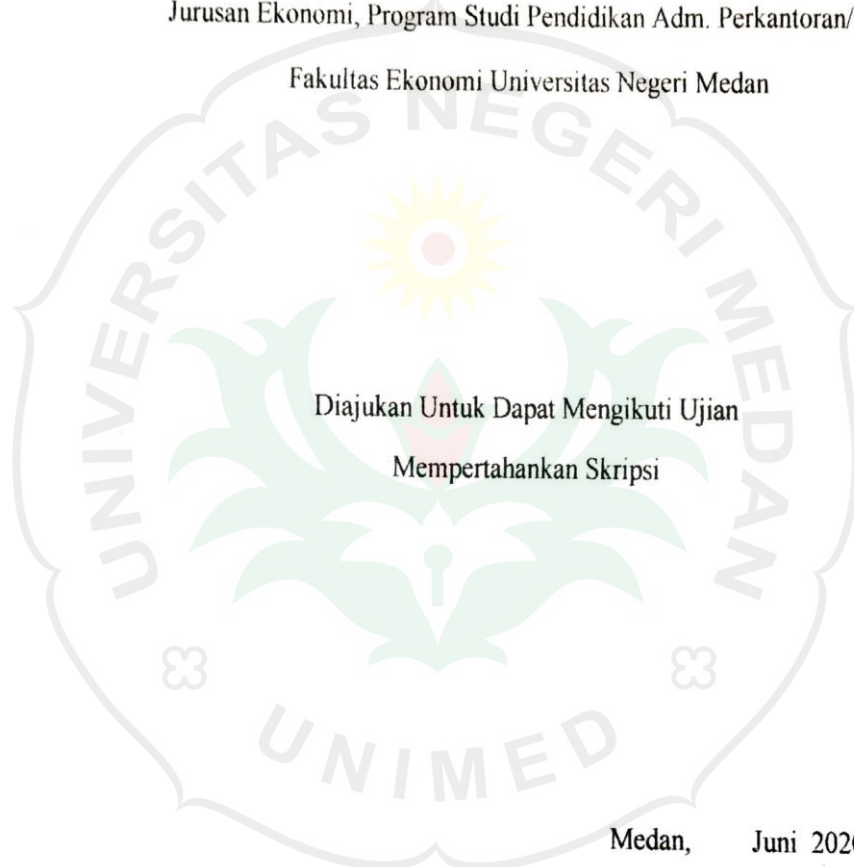 Jurusan Ekonomi, Program Studi Pendidikan Adm. Perkantoran/
Fakultas Ekonomi Universitas Negeri Medan
UNIVERSITAS NEGERI MEDAN
Diajukan Untuk Dapat Mengikuti Ujian
Mempertahankan Skripsi
UNIMED
Medan, Juni 2020